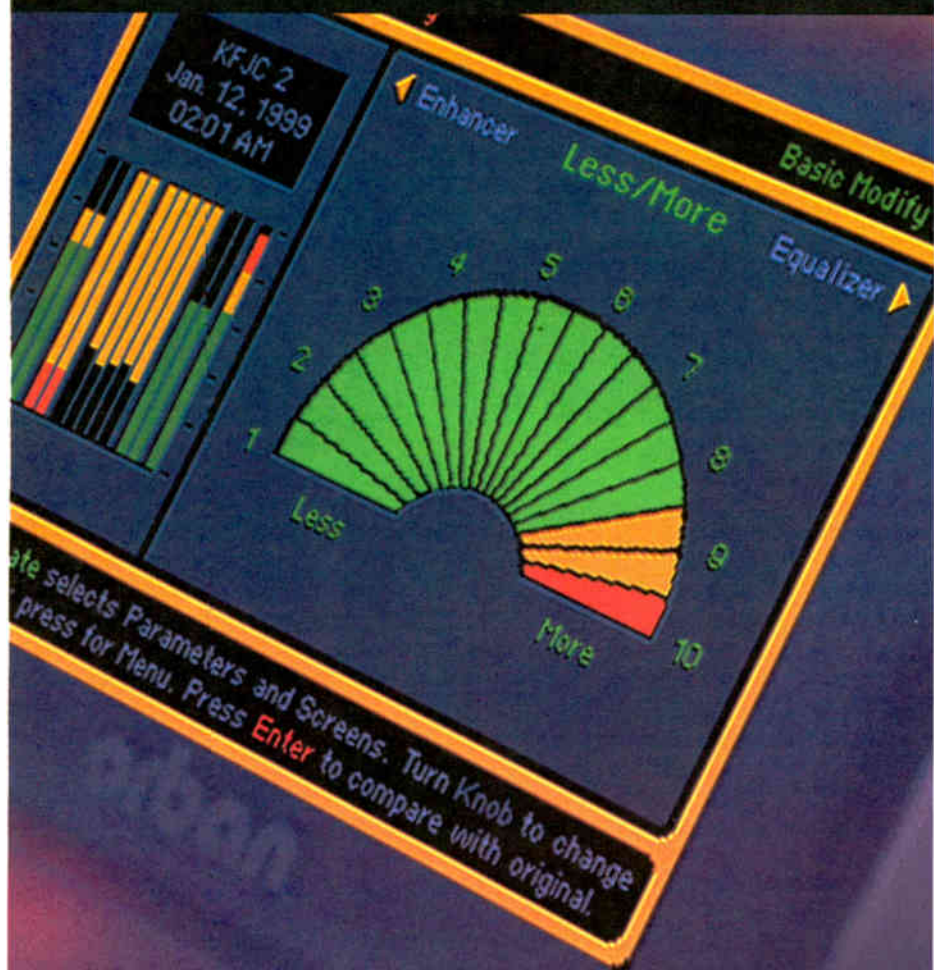 KFJC 2
Jan. 12, 1999
02:01 AM
Enhancer
Less/More
Basic Modify
Equalizer
1
2
3
4
5
6
7
8
9
10
Less
More
selects Parameters and Screens. Turn Knob to change
press for Menu. Press Enter to compare with original.
orban